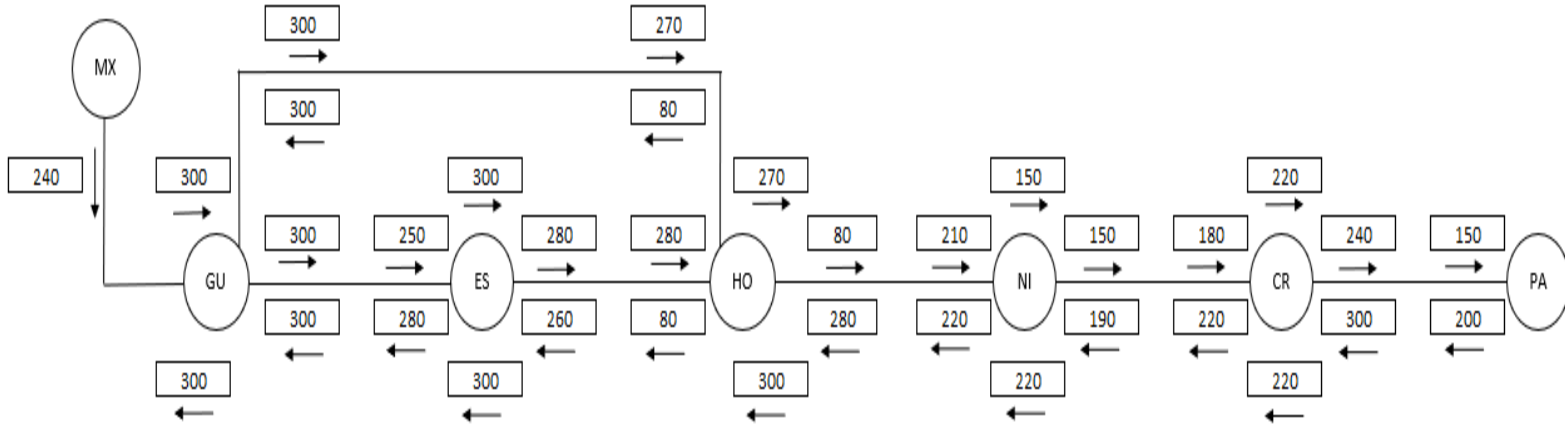 300 270
MX
300 80
240 300 300 270 150 220
300 250 280 280 80 210 150 180 240 150
GU ES HO NI CR PA
300 280 260 80 280 220 190 220 300 200
300 300 300 220 220